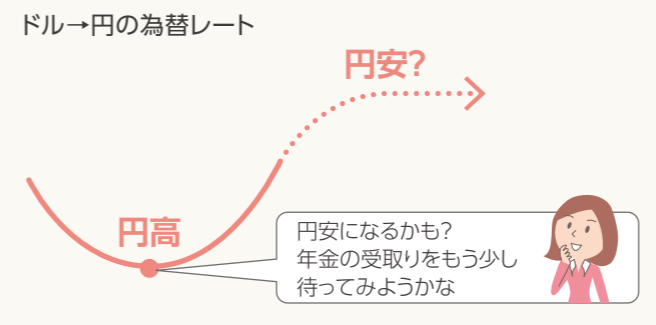 ドル→円の為替レート
円安?
円高
円安になるかも?
年金の受取りをもう少し
待ってみようかな